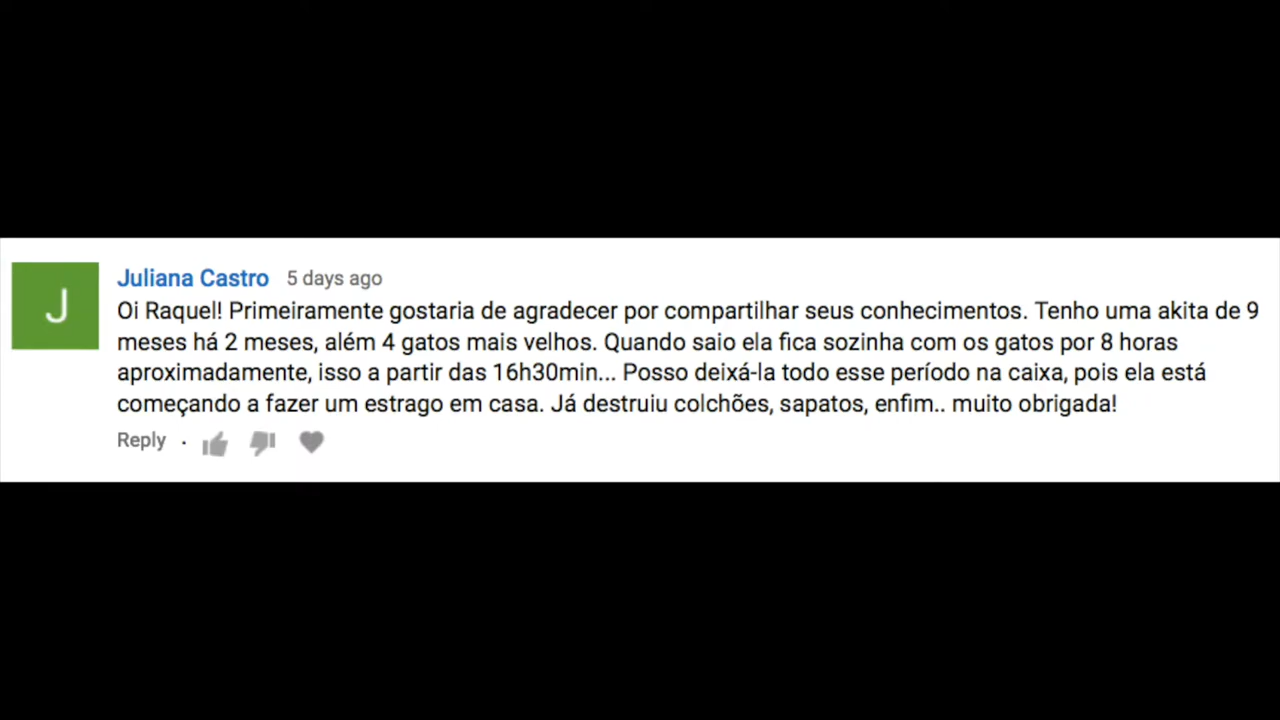 J
Juliana Castro 5 days ago
Oi Raquel! Primeiramente gostaria de agradecer por compartilhar seus conhecimentos. Tenho uma akita de 9
meses há 2 meses, além 4 gatos mais velhos. Quando saio ela fica sozinha com os gatos por 8 horas
aproximadamente, isso a partir das 16h30min... Posso deixá-la todo esse período na caixa, pois ela está
começando a fazer um estrago em casa. Já destruiu colchões, sapatos, enfim.. muito obrigada!
Reply ·